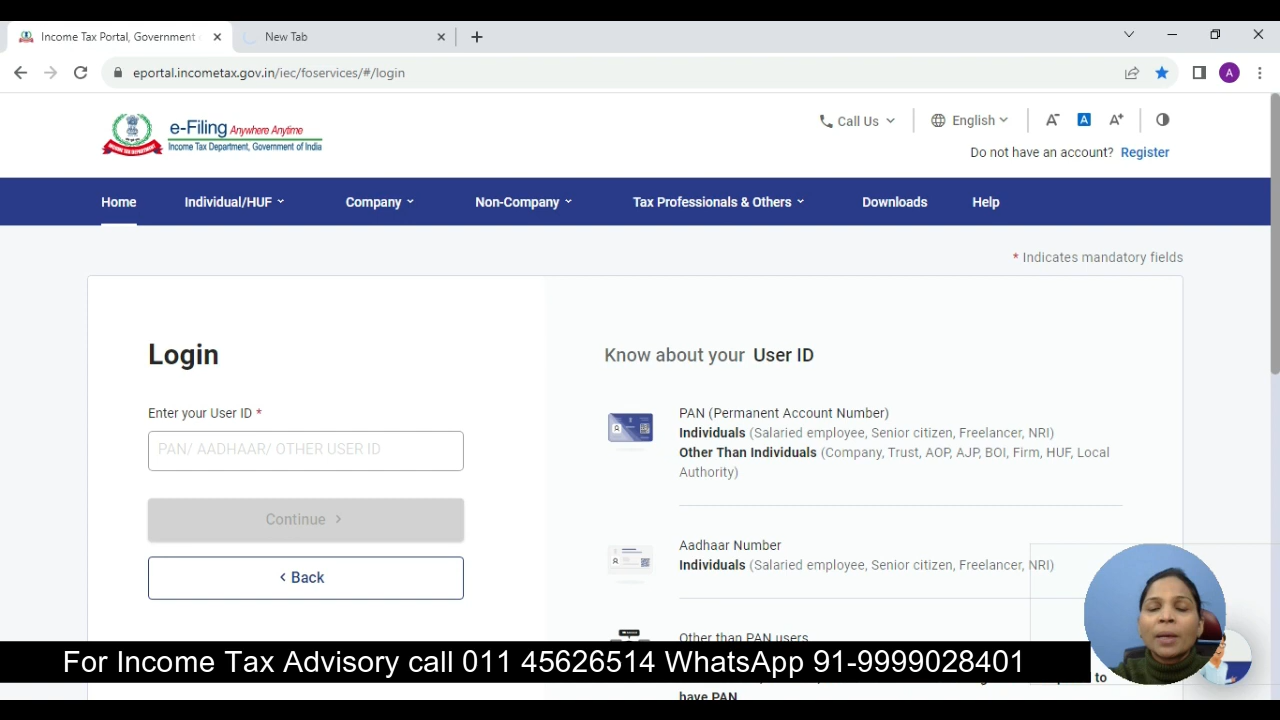 Income Tax Portal, Government
New Tab
eportal.incometax.gov.in/iec/foservices/#/login
A
e-Filing Anywhere Anytime
Income Tax Department, Government of India
Call Us
English
A-
A
A+
Do not have an account? Register
Home
Individual/HUF
Company
Non-Company
Tax Professionals & Others
Downloads
Help
* Indicates mandatory fields
Login
Enter your User ID *
PAN/ AADHAAR/ OTHER USER ID
Continue >
< Back
Know about your User ID
PAN (Permanent Account Number)
Individuals (Salaried employee, Senior citizen, Freelancer, NRI)
Other Than Individuals (Company, Trust, AOP, AJP, BOI, Firm, HUF, Local
Authority)
Aadhaar Number
Individuals (Salaried employee, Senior citizen, Freelancer, NRI)
Other than PAN users
to
have PAN
For Income Tax Advisory call 011 45626514 WhatsApp 91-9999028401